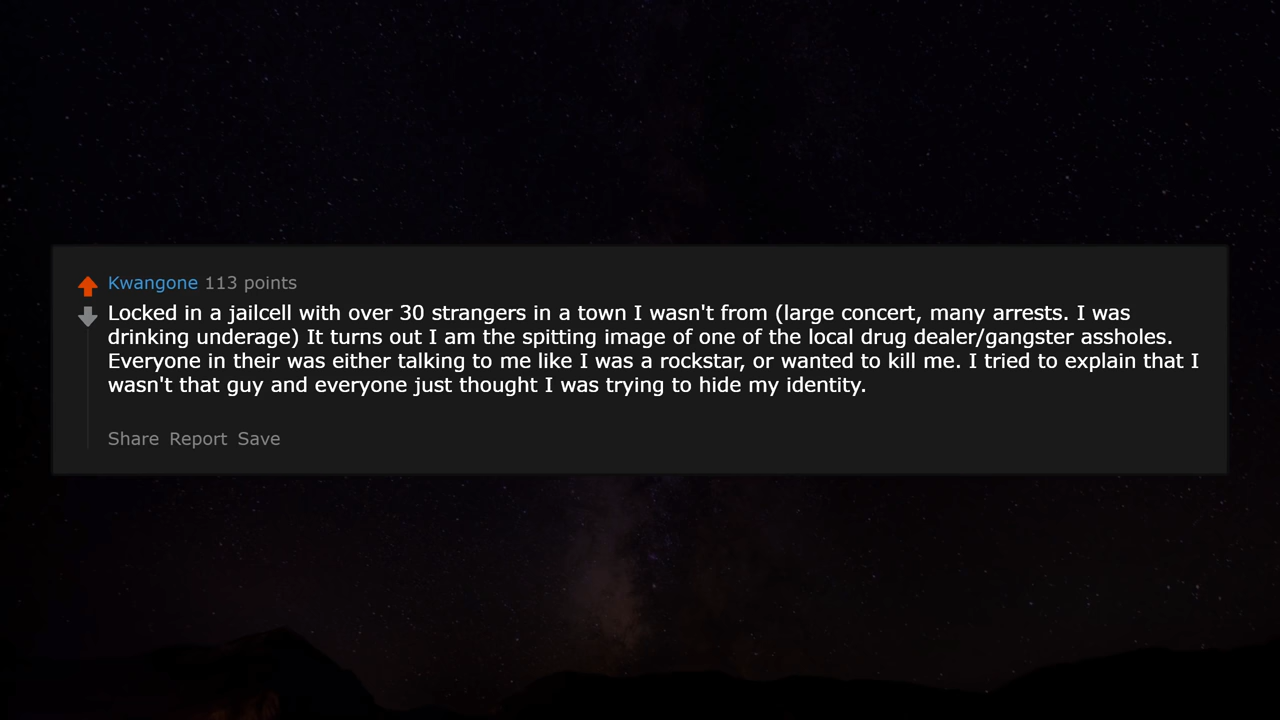 Kwangone 113 points
Locked in a jailcell with over 30 strangers in a town I wasn't from (large concert, many arrests. I was
drinking underage) It turns out I am the spitting image of one of the local drug dealer/gangster assholes.
Everyone in their was either talking to me like I was a rockstar, or wanted to kill me. I tried to explain that I
wasn't that guy and everyone just thought I was trying to hide my identity.
Share Report Save